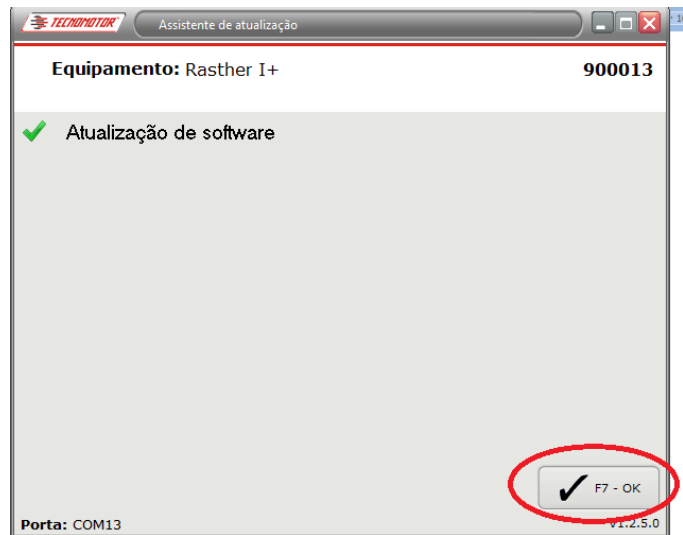 TECNOMOTOR
Assistente de atualização
Equipamento: Rasther I+ 900013
Atualização de software
F7 - OK
Porta: COM13 v1.2.5.0